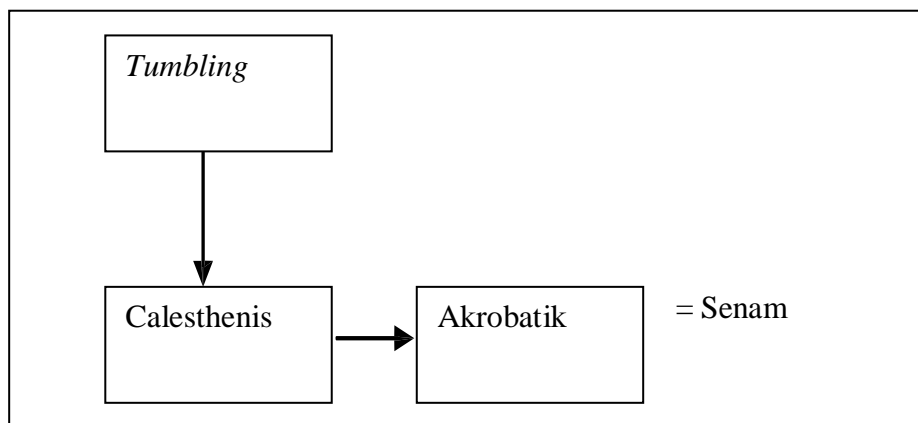 Tumbling
Calesthenis
Akrobatik
= Senam